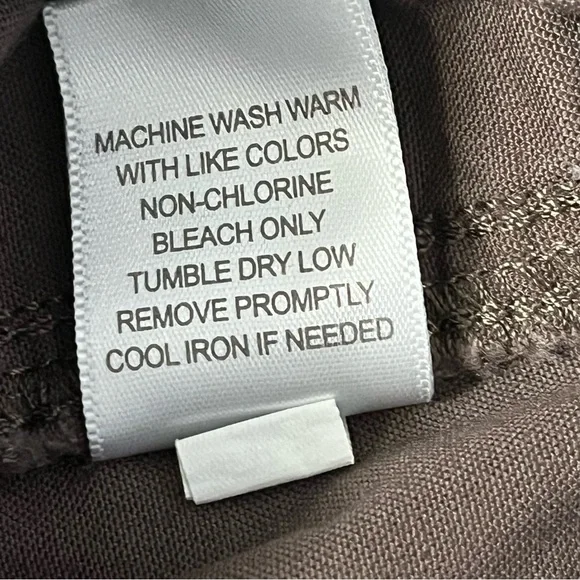 MACHINE WASH WARM
WITH LIKE COLORS
NON-CHLORINE
BLEACH ONLY
TUMBLE DRY LOW
REMOVE PROMPTLY
COOL IRON IF NEEDED